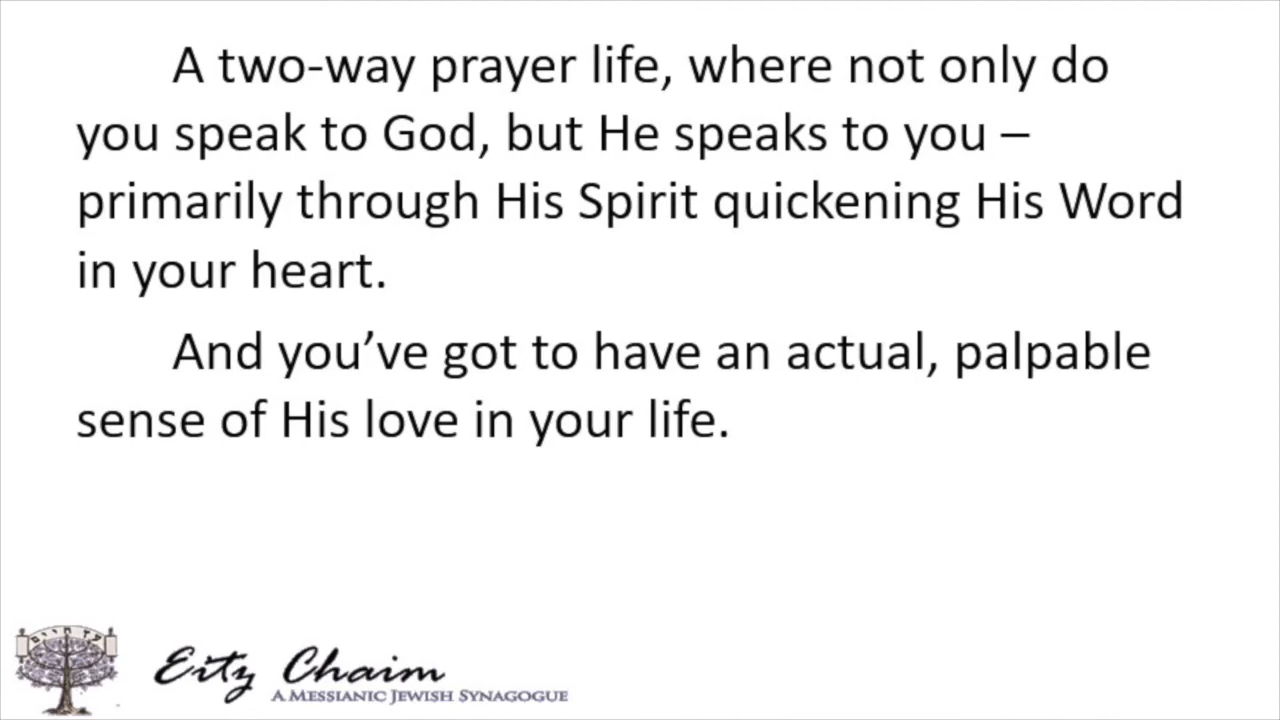 A two-way prayer life, where not only do
you speak to God, but He speaks to you –
primarily through His Spirit quickening His Word
in your heart.
And you’ve got to have an actual, palpable
sense of His love in your life.
עץ חיים
Eitz Chaim
A Messianic Jewish Synagogue